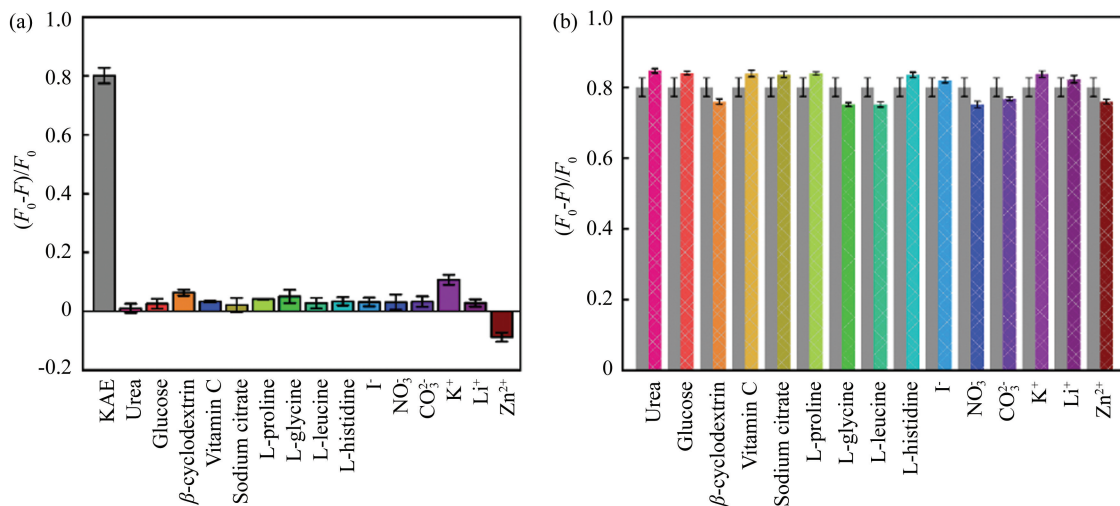 (a)
(F₀-F)/F₀
1.0
0.8
0.8
0.4
0.2
0
-0.2
KAE
Urea
Glucose
β-cyclodextrin
Vitamin C
Sodium citrate
L-proline
L-glycine
L-leucine
L-histidine
I⁻
NO₃⁻
CO₃²⁻
K⁺
Li⁺
Zn²⁺
(b)
(F₀-F)/F₀
1.0
0.8
0.8
0.4
0.2
0
Urea
Glucose
β-cyclodextrin
Vitamin C
Sodium citrate
L-proline
L-glycine
L-leucine
L-histidine
I⁻
NO₃⁻
CO₃²⁻
K⁺
Li⁺
Zn²⁺